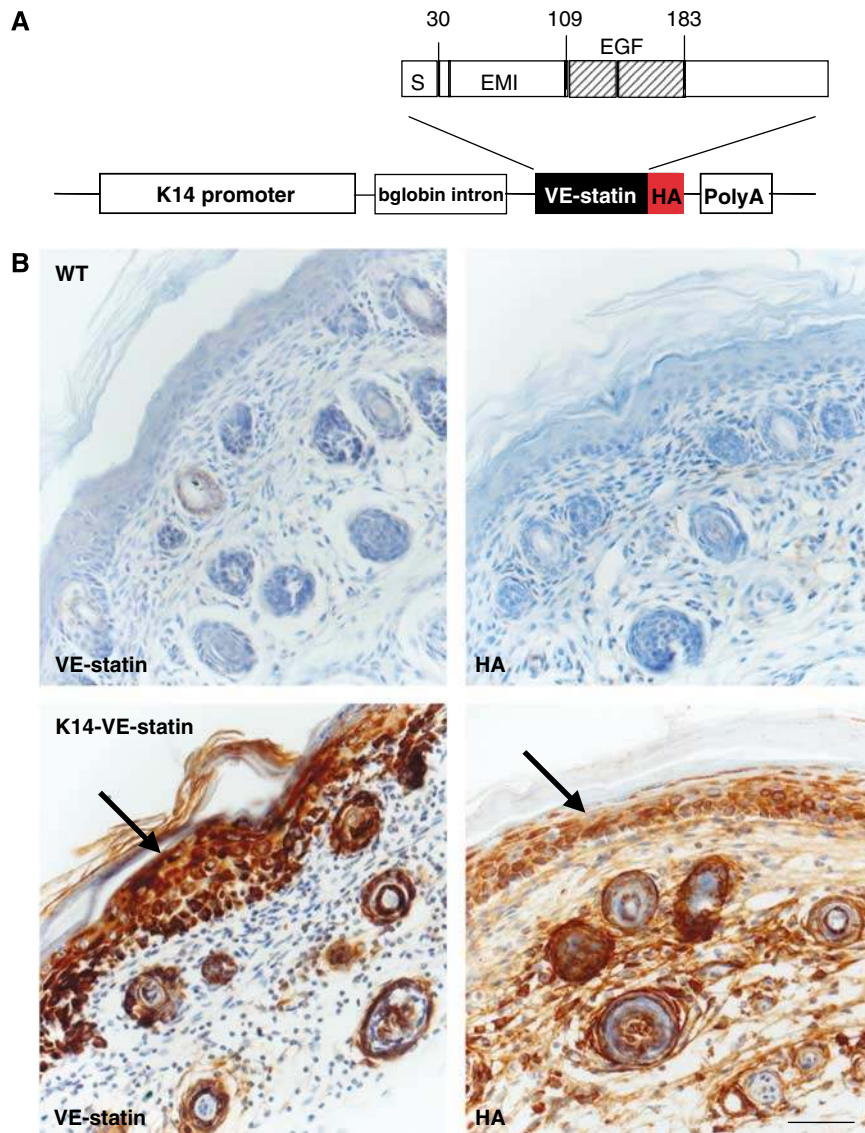 A
30 109 183
EGF
S EMI
K14 promoter bglobin intron VE-statin HA PolyA
B
WT
VE-statin HA
K14-VE-statin
VE-statin HA